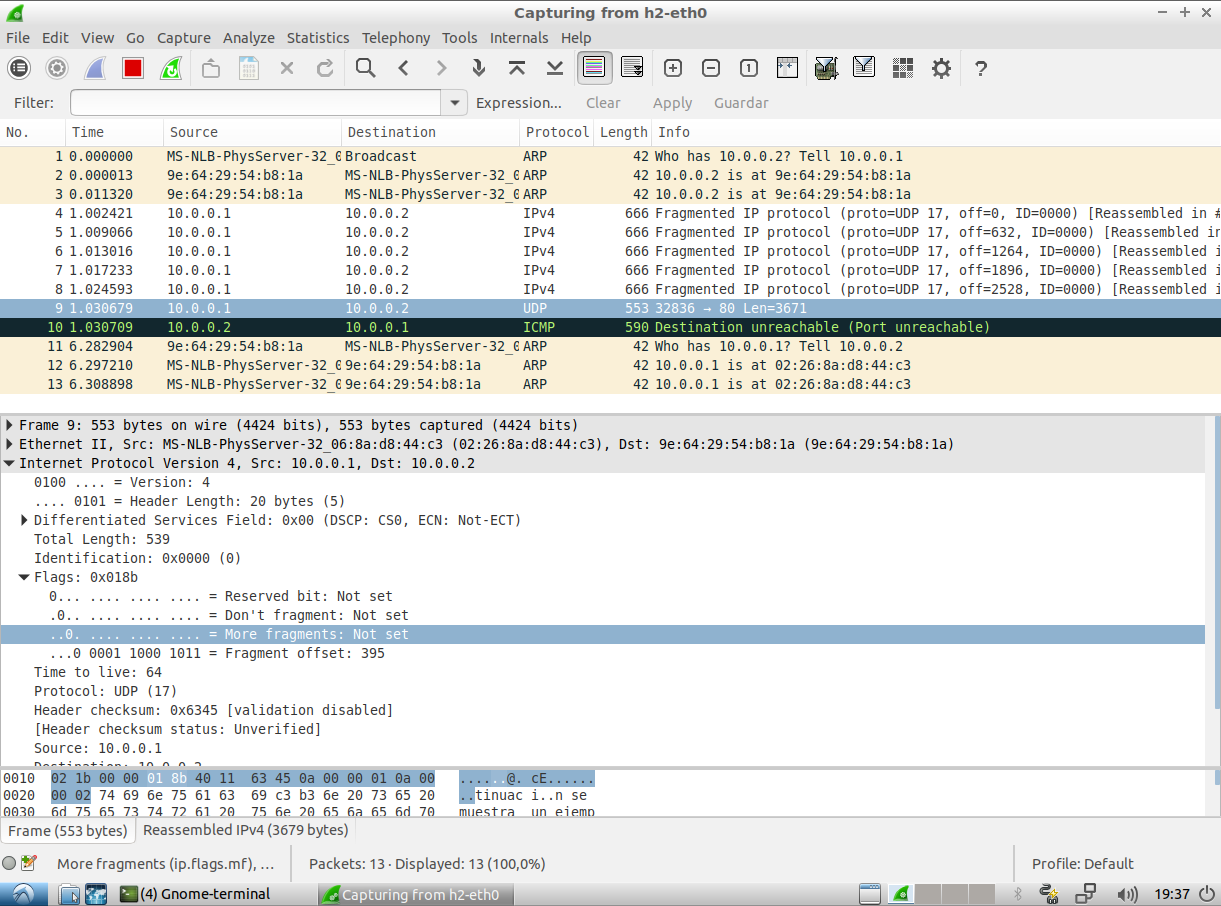 Capturing from h2-eth0
File Edit View Go Capture Analyze Statistics Telephony Tools Internals Help
Filter: Expression... Clear Apply Guardar
No. Time Source Destination Protocol Length Info
1 0.000000 MS-NLB-PhysServer-32_0 Broadcast ARP 42 Who has 10.0.0.2? Tell 10.0.0.1
2 0.000013 9e:64:29:54:b8:1a MS-NLB-PhysServer-32_0 ARP 42 10.0.0.2 is at 9e:64:29:54:b8:1a
3 0.011320 9e:64:29:54:b8:1a MS-NLB-PhysServer-32_0 ARP 42 10.0.0.2 is at 9e:64:29:54:b8:1a
4 1.002421 10.0.0.1 10.0.0.2 IPv4 666 Fragmented IP protocol (proto=UDP 17, off=0, ID=0000) [Reassembled in #
5 1.009066 10.0.0.1 10.0.0.2 IPv4 666 Fragmented IP protocol (proto=UDP 17, off=632, ID=0000) [Reassembled in
6 1.013016 10.0.0.1 10.0.0.2 IPv4 666 Fragmented IP protocol (proto=UDP 17, off=1264, ID=0000) [Reassembled i
7 1.017233 10.0.0.1 10.0.0.2 IPv4 666 Fragmented IP protocol (proto=UDP 17, off=1896, ID=0000) [Reassembled i
8 1.024593 10.0.0.1 10.0.0.2 IPv4 666 Fragmented IP protocol (proto=UDP 17, off=2528, ID=0000) [Reassembled i
9 1.030679 10.0.0.1 10.0.0.2 UDP 553 32836 → 80 Len=3671
10 1.030709 10.0.0.2 10.0.0.1 ICMP 590 Destination unreachable (Port unreachable)
11 6.282904 9e:64:29:54:b8:1a MS-NLB-PhysServer-32_0 ARP 42 Who has 10.0.0.1? Tell 10.0.0.2
12 6.297210 MS-NLB-PhysServer-32_0 9e:64:29:54:b8:1a ARP 42 10.0.0.1 is at 02:26:8a:d8:44:c3
13 6.308898 MS-NLB-PhysServer-32_0 9e:64:29:54:b8:1a ARP 42 10.0.0.1 is at 02:26:8a:d8:44:c3
Frame 9: 553 bytes on wire (4424 bits), 553 bytes captured (4424 bits)
Ethernet II, Src: MS-NLB-PhysServer-32_06:8a:d8:44:c3 (02:26:8a:d8:44:c3), Dst: 9e:64:29:54:b8:1a (9e:64:29:54:b8:1a)
Internet Protocol Version 4, Src: 10.0.0.1, Dst: 10.0.0.2
0100 .... = Version: 4
.... 0101 = Header Length: 20 bytes (5)
Differentiated Services Field: 0x00 (DSCP: CS0, ECN: Not-ECT)
Total Length: 539
Identification: 0x0000 (0)
Flags: 0x018b
0... .... .... .... = Reserved bit: Not set
.0.. .... .... .... = Don't fragment: Not set
..0. .... .... .... = More fragments: Not set
...0 0001 1000 1011 = Fragment offset: 395
Time to live: 64
Protocol: UDP (17)
Header checksum: 0x6345 [validation disabled]
[Header checksum status: Unverified]
Source: 10.0.0.1
Destination: 10.0.0.2
0010 02 1b 00 00 01 8b 40 11 63 45 0a 00 00 01 0a 00 ......@. cE......
0020 00 02 74 69 6e 75 61 63 69 c3 b3 6e 20 73 65 20 ..tinuac i..n se
0030 6d 75 65 73 74 72 61 20 75 6e 20 65 6a 65 6d 70 muestra un ejemp
Frame (553 bytes) Reassembled IPv4 (3679 bytes)
More fragments (ip.flags.mf), ... Packets: 13 · Displayed: 13 (100,0%) Profile: Default
(4) Gnome-terminal Capturing from h2-eth0 19:37